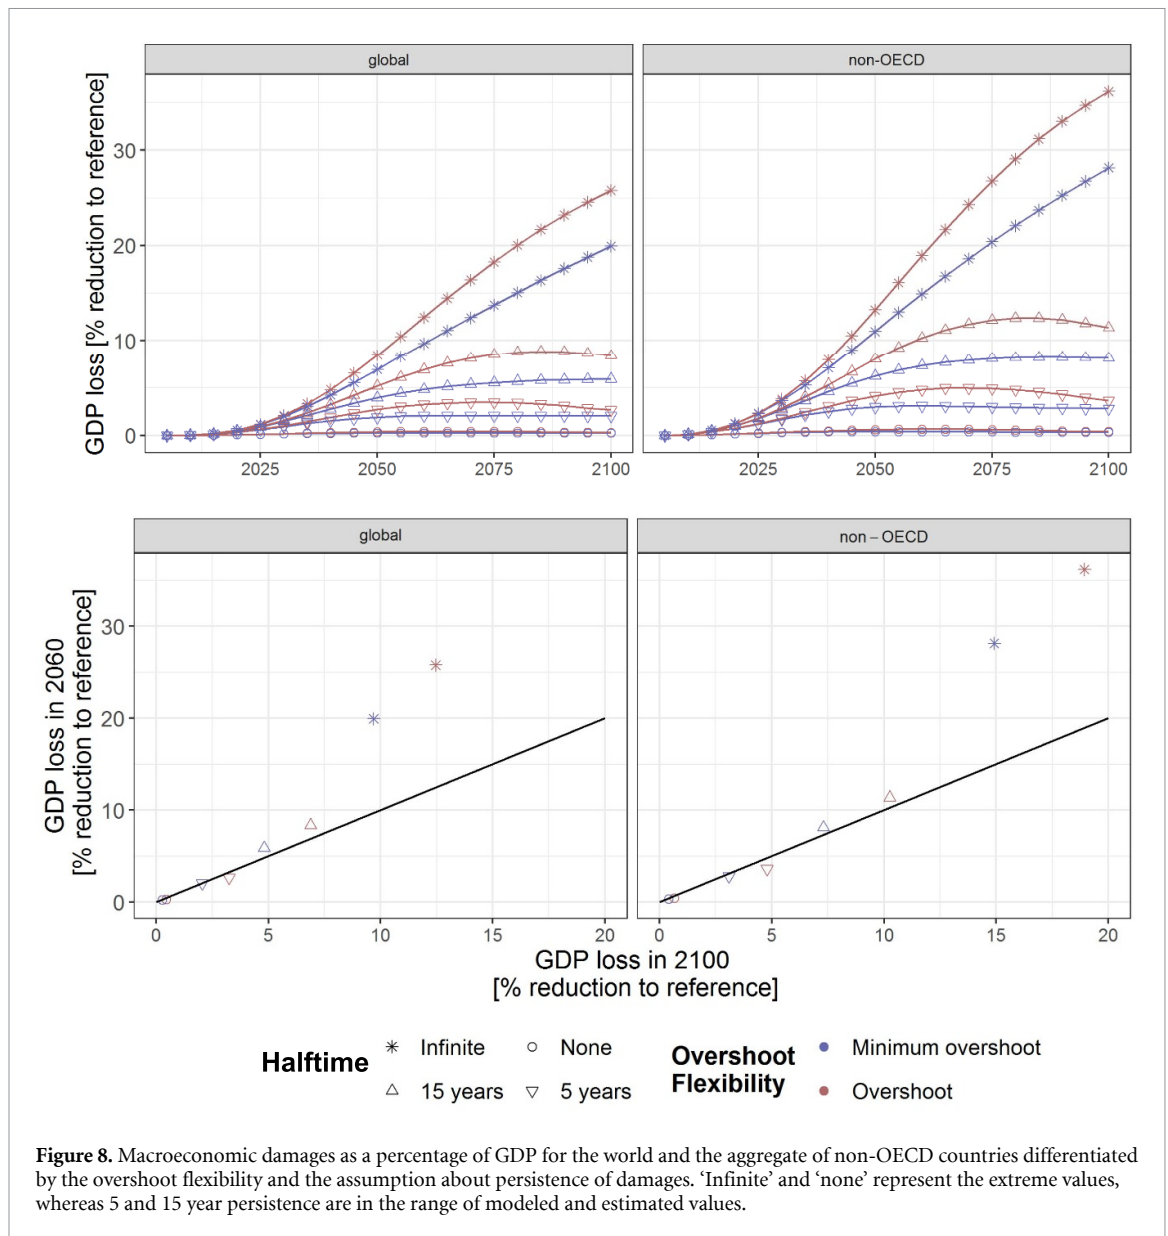 global
non-OECD
GDP loss [% reduction to reference]
30
20
10
0
2025
2050
2075
2100
2025
2050
2075
2100
global
non – OECD
GDP loss in 2060
[% reduction to reference]
30
20
10
0
0
5
10
15
20
0
5
10
15
20
GDP loss in 2100
[% reduction to reference]
Halftime
Infinite
None
15 years
5 years
Overshoot
Flexibility
Minimum overshoot
Overshoot
Figure 8. Macroeconomic damages as a percentage of GDP for the world and the aggregate of non-OECD countries differentiated
by the overshoot flexibility and the assumption about persistence of damages. ‘Infinite’ and ‘none’ represent the extreme values,
whereas 5 and 15 year persistence are in the range of modeled and estimated values.